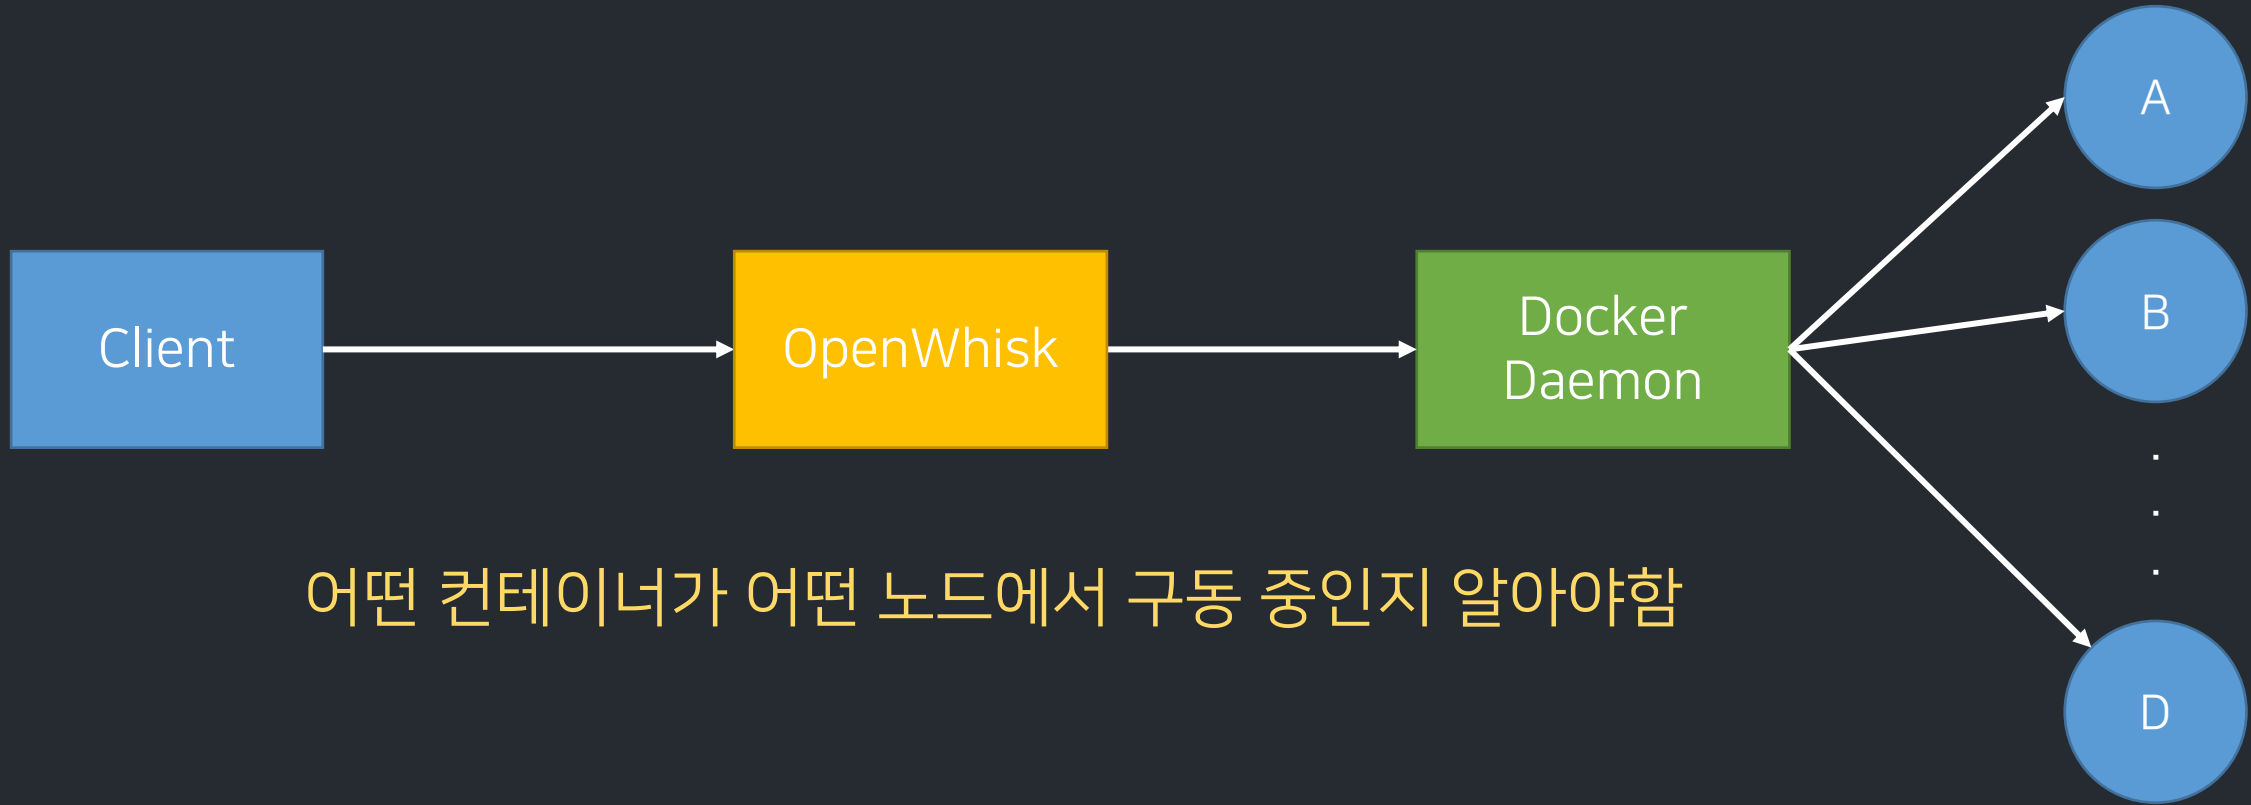 Client
OpenWhisk
Docker
Daemon
A
B
.
.
.
D
어떤 컨테이너가 어떤 노드에서 구동 중인지 알아야함